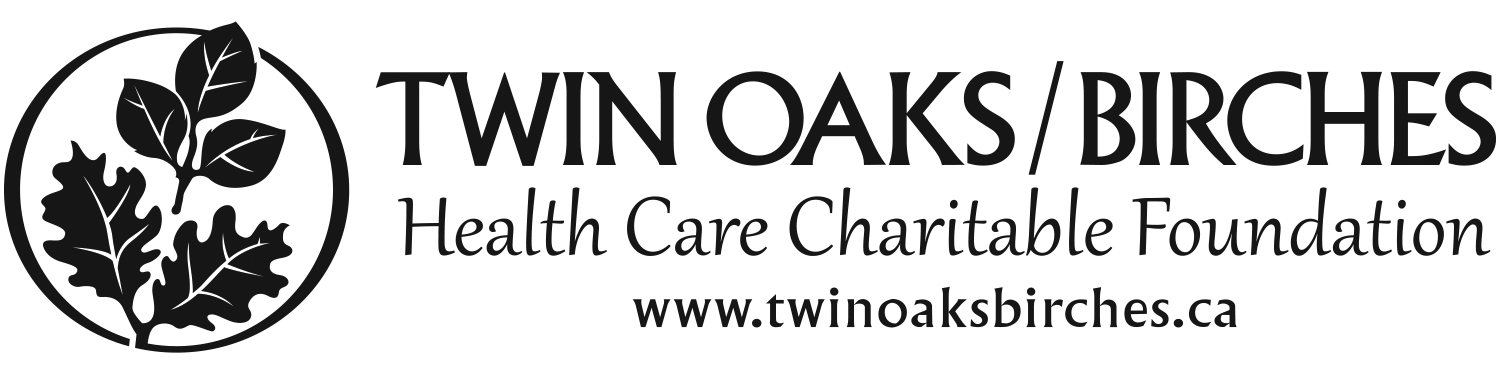 TWIN OAKS / BIRCHES
Health Care Charitable Foundation
www.twinoaksbirches.ca